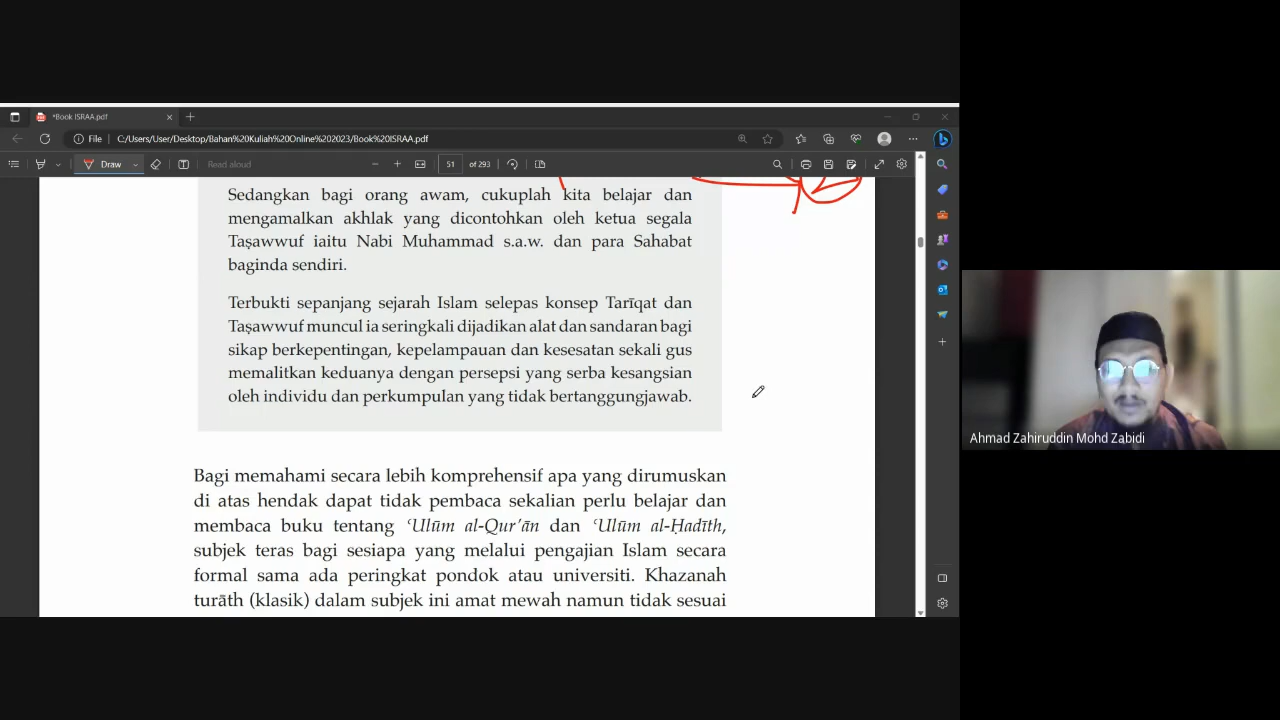 *Book ISRAA.pdf
File
C:/Users/User/Desktop/Bahan%20Kuliah%20Online%202023/Book%20ISRAA.pdf
Draw
Read aloud
51
of 293
2
Sedangkan bagi orang awam, cukuplah kita belajar dan
mengamalkan akhlak yang dicontohkan oleh ketua segala
Taṣawwuf iaitu Nabi Muhammad s.a.w. dan para Sahabat
baginda sendiri.
Terbukti sepanjang sejarah Islam selepas konsep Tarīqat dan
Taṣawwuf muncul ia seringkali dijadikan alat dan sandaran bagi
sikap berkepentingan, kepelampauan dan kesesatan sekali gus
memalitkan keduanya dengan persepsi yang serba kesangsian
oleh individu dan perkumpulan yang tidak bertanggungjawab.
Bagi memahami secara lebih komprehensif apa yang dirumuskan
di atas hendak dapat tidak pembaca sekalian perlu belajar dan
membaca buku tentang ʿUlūm al-Qur’ān dan ʿUlūm al-Ḥadīth,
subjek teras bagi sesiapa yang melalui pengajian Islam secara
formal sama ada peringkat pondok atau universiti. Khazanah
turāth (klasik) dalam subjek ini amat mewah namun tidak sesuai
Ahmad Zahiruddin Mohd Zabidi